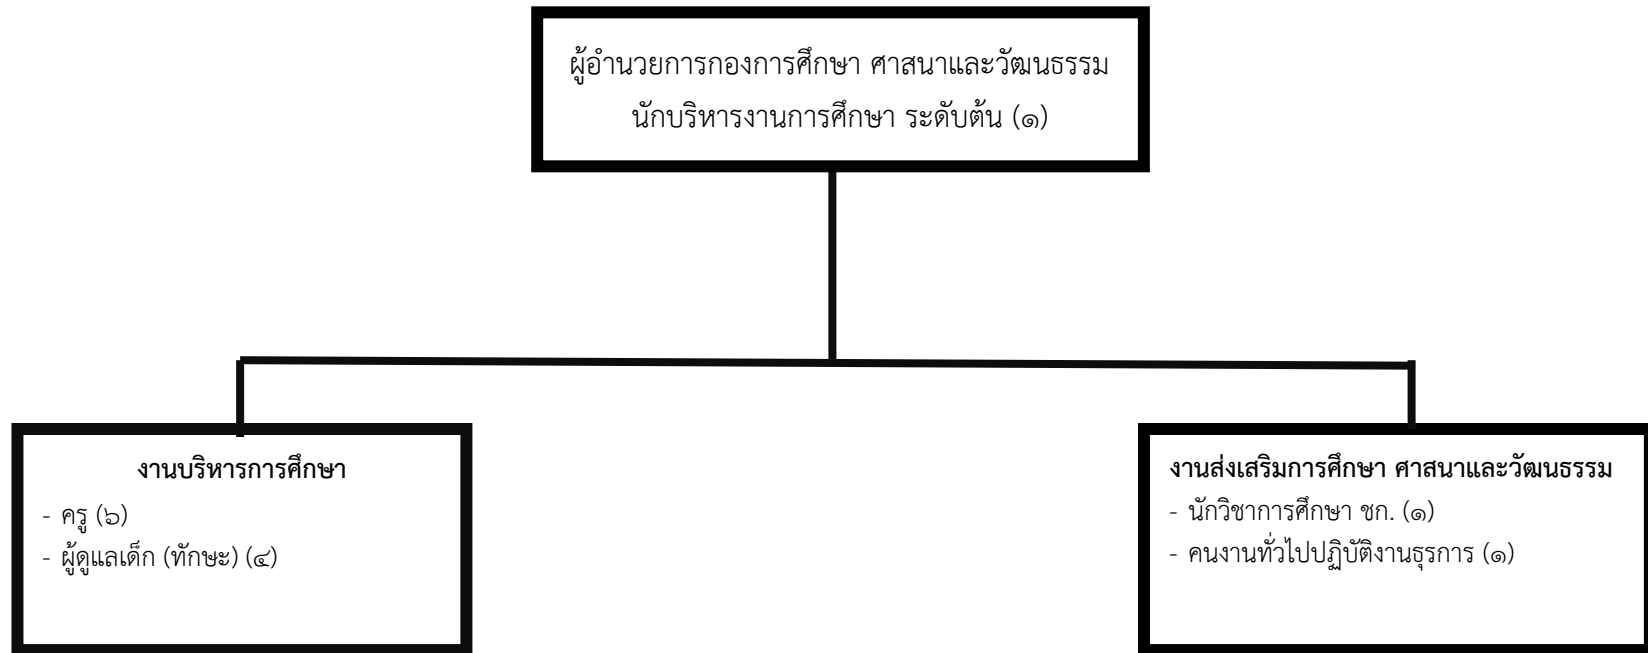 ผู้อำนวยการกองการศึกษา ศาสนาและวัฒนธรรม
นักบริหารงานการศึกษา ระดับต้น (๑)
งานบริหารการศึกษา
- ครู (๖)
- ผู้ดูแลเด็ก (ทักษะ) (๔)
งานส่งเสริมการศึกษา ศาสนาและวัฒนธรรม
- นักวิชาการศึกษา ชก. (๑)
- คนงานทั่วไปปฏิบัติงานธุรการ (๑)